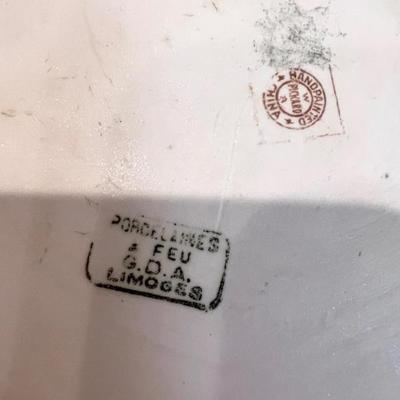 HANDPAINTED CHINA
W
PICKARD
A
PORCELAINES
A FEU
G.D.A.
LIMOGES